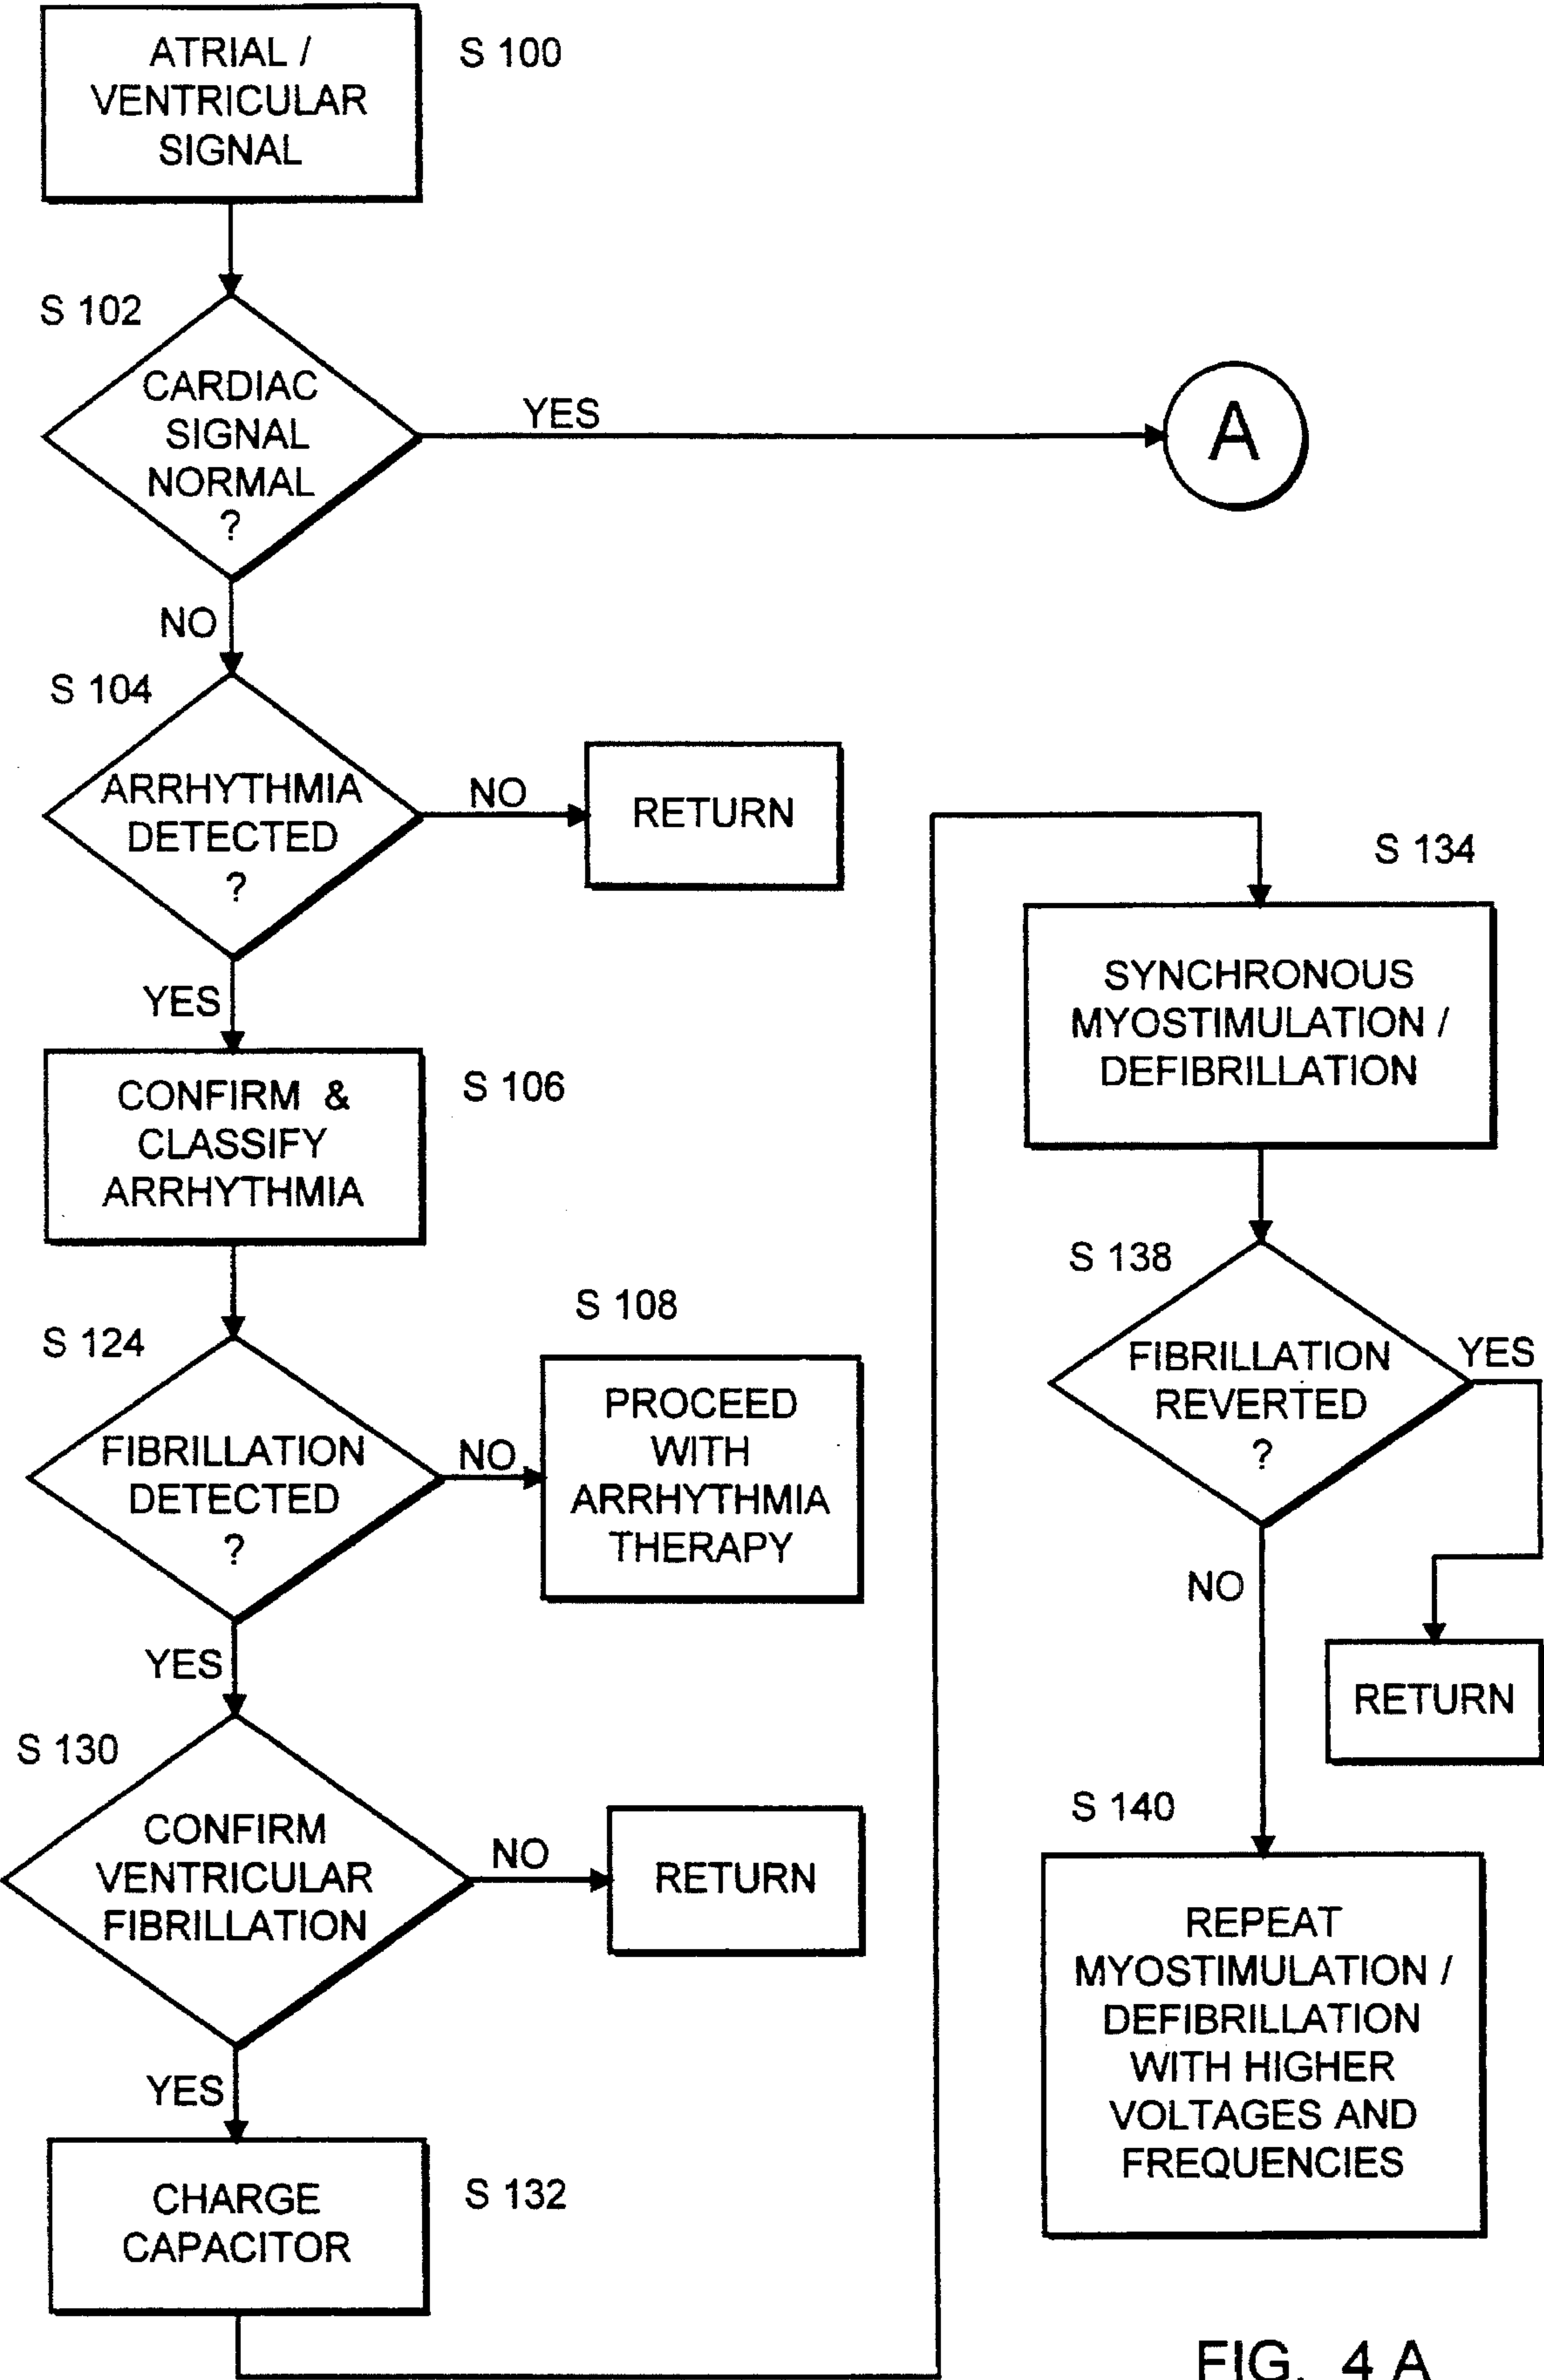 ATRIAL /
VENTRICULAR
SIGNAL
S 100
S 102
CARDIAC
SIGNAL
NORMAL
?
YES
A
NO
S 104
ARRHYTHMIA
DETECTED
?
NO
RETURN
YES
CONFIRM &
CLASSIFY
ARRHYTHMIA
S 106
S 124
FIBRILLATION
DETECTED
?
NO
S 108
PROCEED
WITH
ARRHYTHMIA
THERAPY
YES
S 130
CONFIRM
VENTRICULAR
FIBRILLATION
NO
RETURN
YES
CHARGE
CAPACITOR
S 132
S 134
SYNCHRONOUS
MYOSTIMULATION /
DEFIBRILLATION
S 138
FIBRILLATION
REVERTED
?
YES
RETURN
NO
S 140
REPEAT
MYOSTIMULATION /
DEFIBRILLATION
WITH HIGHER
VOLTAGES AND
FREQUENCIES
FIG. 4 A